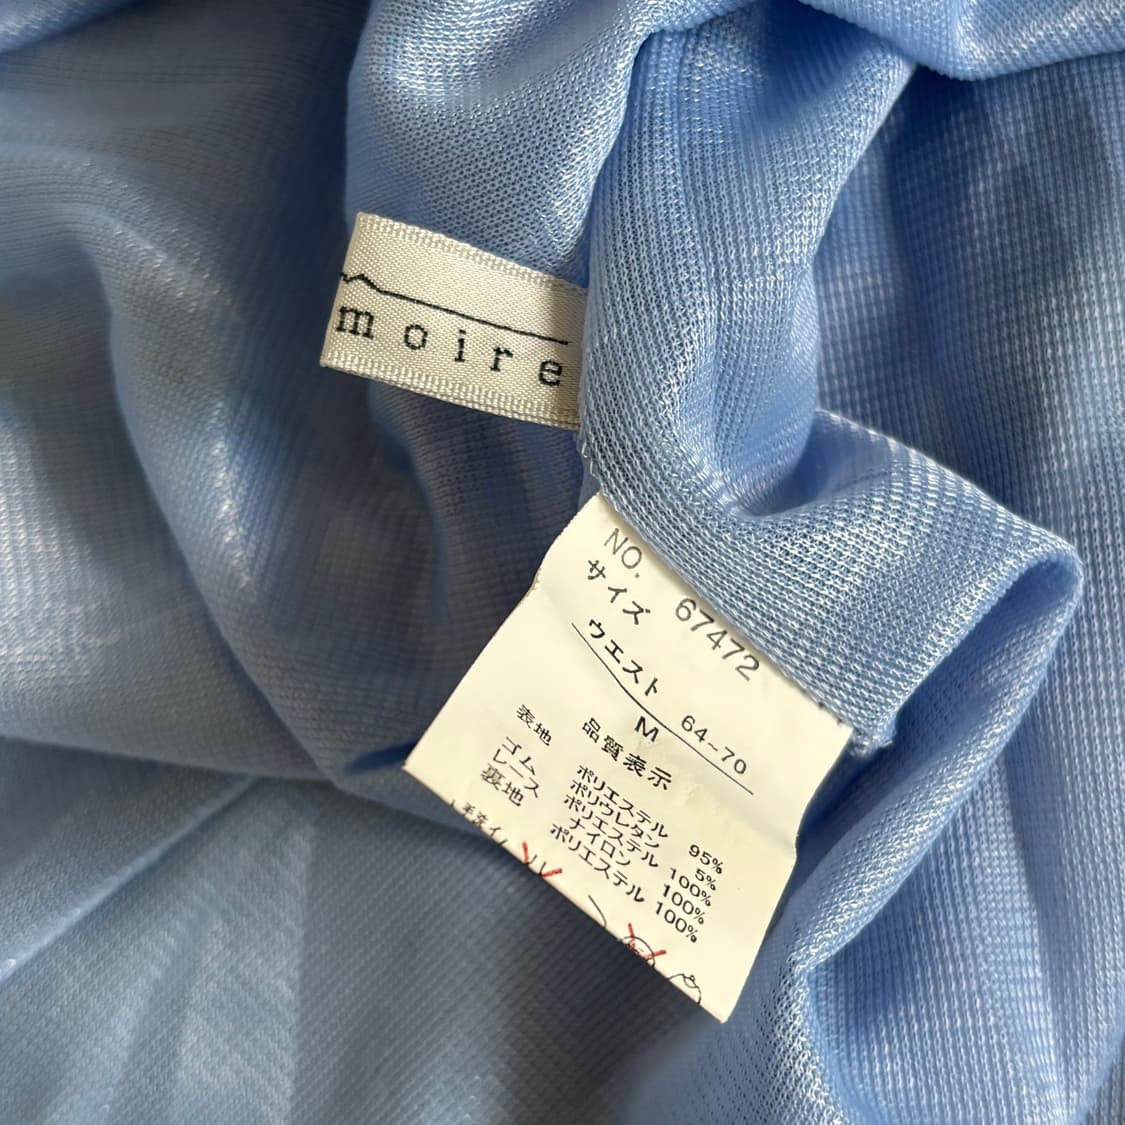 moire
NO. 67472
サイズ
ウエスト 64-70
M
品質表示
表地 ポリエステル 95%
ポリウレタン 5%
ゴム ポリエステル 100%
レース ナイロン 100%
裏地 ポリエステル 100%